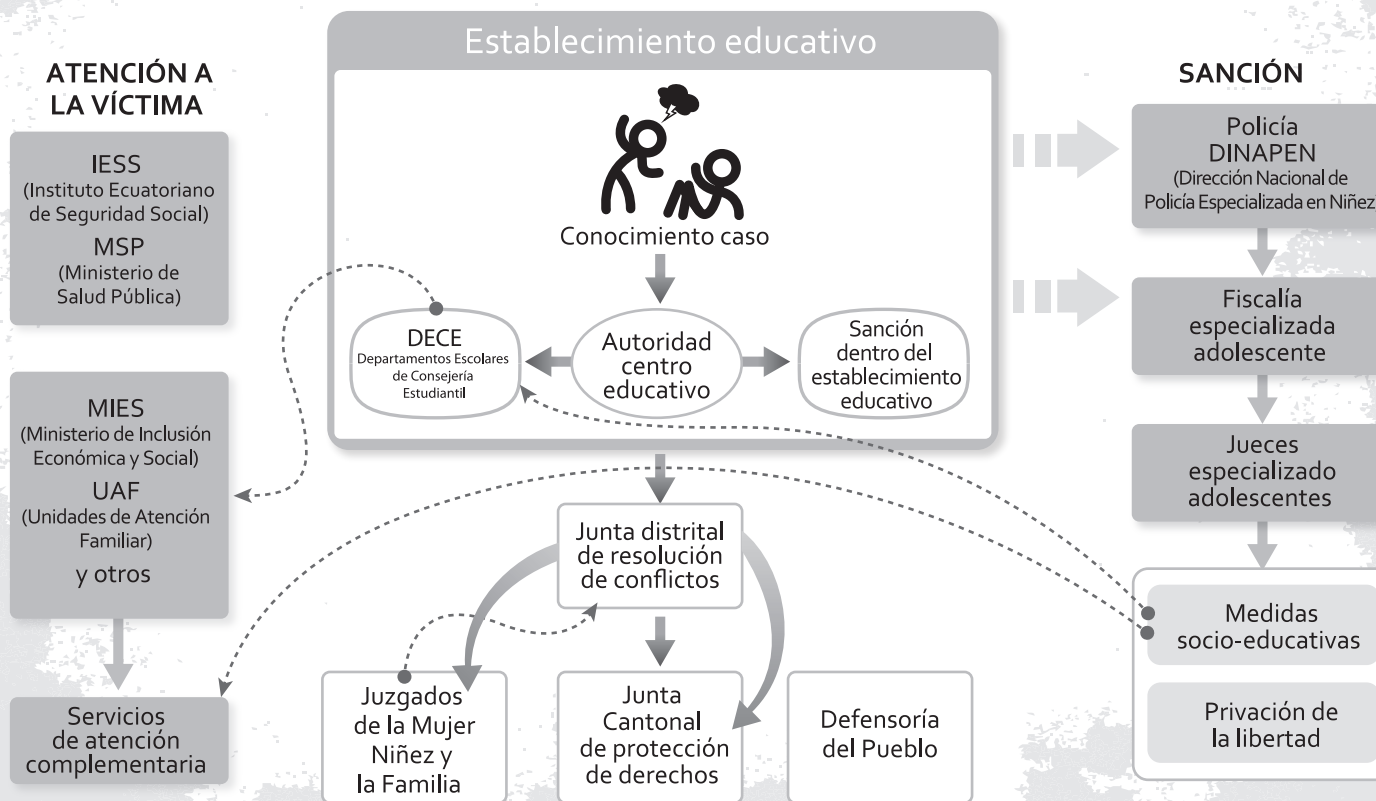 Establecimiento educativo
ATENCIÓN A
LA VÍCTIMA
IESS
(Instituto Ecuatoriano
de Seguridad Social)
MSP
(Ministerio de
Salud Pública)
MIES
(Ministerio de Inclusión
Económica y Social)
UAF
(Unidades de Atención
Familiar)
y otros
Servicios
de atención
complementaria
Conocimiento caso
DECE
Departamentos Escolares
de Consejería
Estudiantil
Autoridad
centro
educativo
Sanción
dentro del
establecimiento
educativo
Junta distrital
de resolución
de conflictos
Juzgados
de la Mujer
Niñez y
la Familia
Junta
Cantonal
de protección
de derechos
Defensoría
del Pueblo
SANCIÓN
Policía
DINAPEN
(Dirección Nacional de
Policía Especializada en Niñez)
Fiscalía
especializada
adolescente
Jueces
especializado
adolescentes
Medidas
socio-educativas
Privación de
la libertad